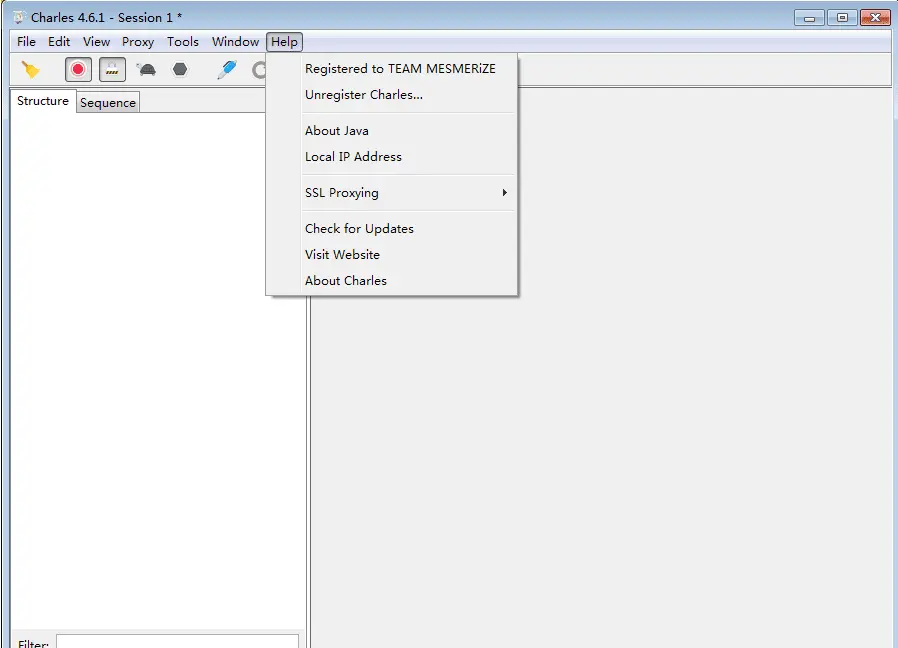 Charles 4.6.1 - Session 1 *
File Edit View Proxy Tools Window Help
Registered to TEAM MESMERiZE
Unregister Charles...
Structure Sequence
About Java
Local IP Address
SSL Proxying
Check for Updates
Visit Website
About Charles
Filter: